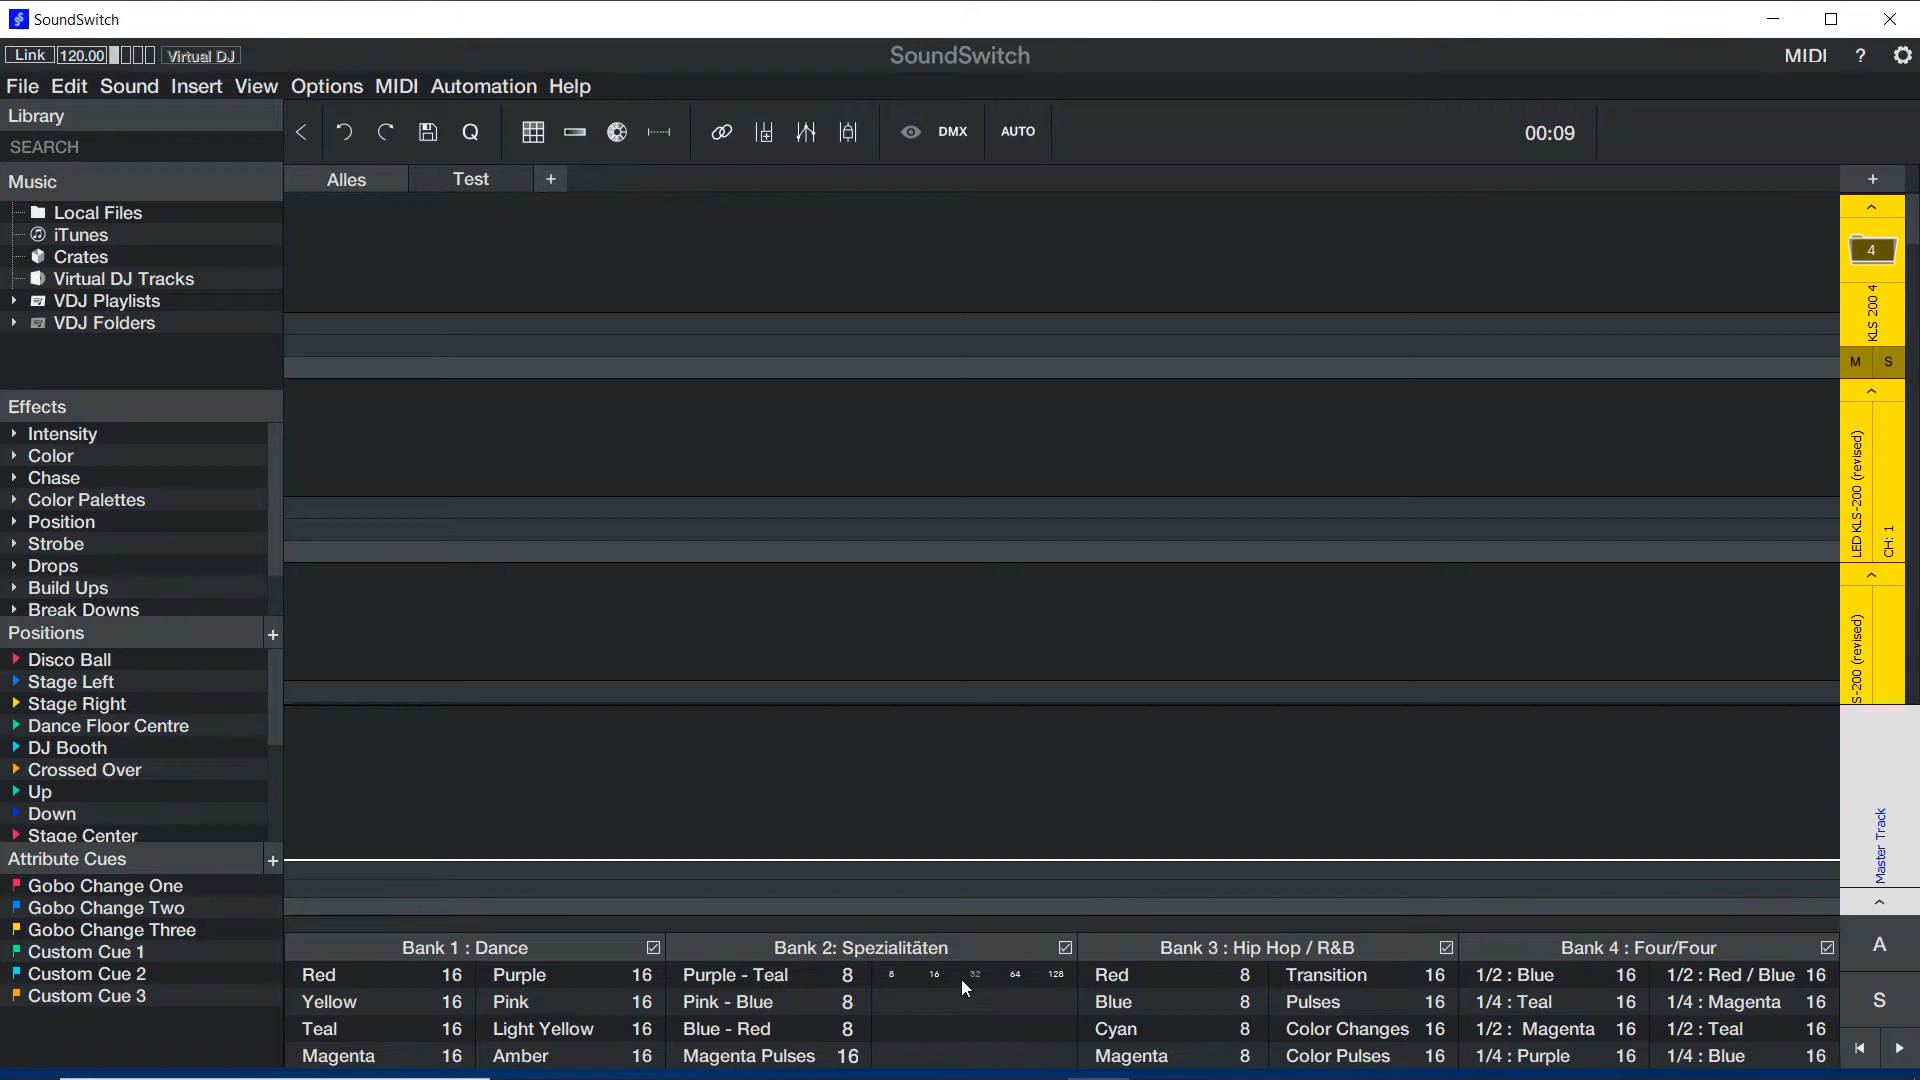 SoundSwitch
Link 120.00 Virtual DJ SoundSwitch MIDI ?
File Edit Sound Insert View Options MIDI Automation Help
Library
SEARCH
Q DMX AUTO 00:09
Music
Alles Test + +
Local Files
iTunes
Crates
Virtual DJ Tracks
VDJ Playlists
VDJ Folders
4
KLS 200 4
M S
Effects
Intensity
Color
Chase
Color Palettes
Position
Strobe
Drops
Build Ups
Break Downs
LED KLS-200 (revised)
CH: 1
S-200 (revised)
Positions +
Disco Ball
Stage Left
Stage Right
Dance Floor Centre
DJ Booth
Crossed Over
Up
Down
Stage Center
Master Track
Attribute Cues +
Gobo Change One
Gobo Change Two
Gobo Change Three
Custom Cue 1
Custom Cue 2
Custom Cue 3
Bank 1 : Dance
Red 16 Purple 16
Yellow 16 Pink 16
Teal 16 Light Yellow 16
Magenta 16 Amber 16
Bank 2: Spezialitäten
Purple - Teal 8 8 16 32 64 128
Pink - Blue 8
Blue - Red 8
Magenta Pulses 16
Bank 3 : Hip Hop / R&B
Red 8 Transition 16
Blue 8 Pulses 16
Cyan 8 Color Changes 16
Magenta 8 Color Pulses 16
Bank 4 : Four/Four
1/2 : Blue 16 1/2 : Red / Blue 16
1/4 : Teal 16 1/4 : Magenta 16
1/2 : Magenta 16 1/2 : Teal 16
1/4 : Purple 16 1/4 : Blue 16
A
S